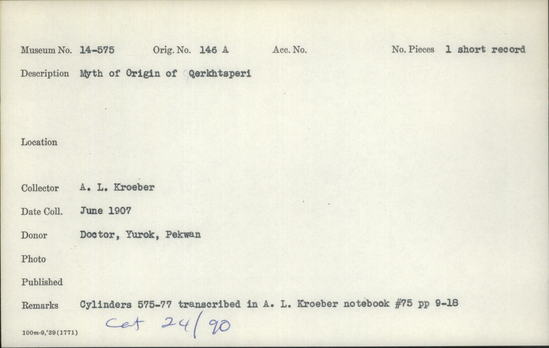 Museum No. 14-575 Orig. No. 146 A Acc. No. No. Pieces 1 short record
Description Myth of Origin of Qerkhtsperi
Location
Collector A. L. Kroeber
Date Coll. June 1907
Donor Doctor, Yurok, Pekwan
Photo
Published
Remarks Cylinders 575-77 transcribed in A. L. Kroeber notebook #75 pp 9-18
Cat 24/90
100m-9,'39(1771)